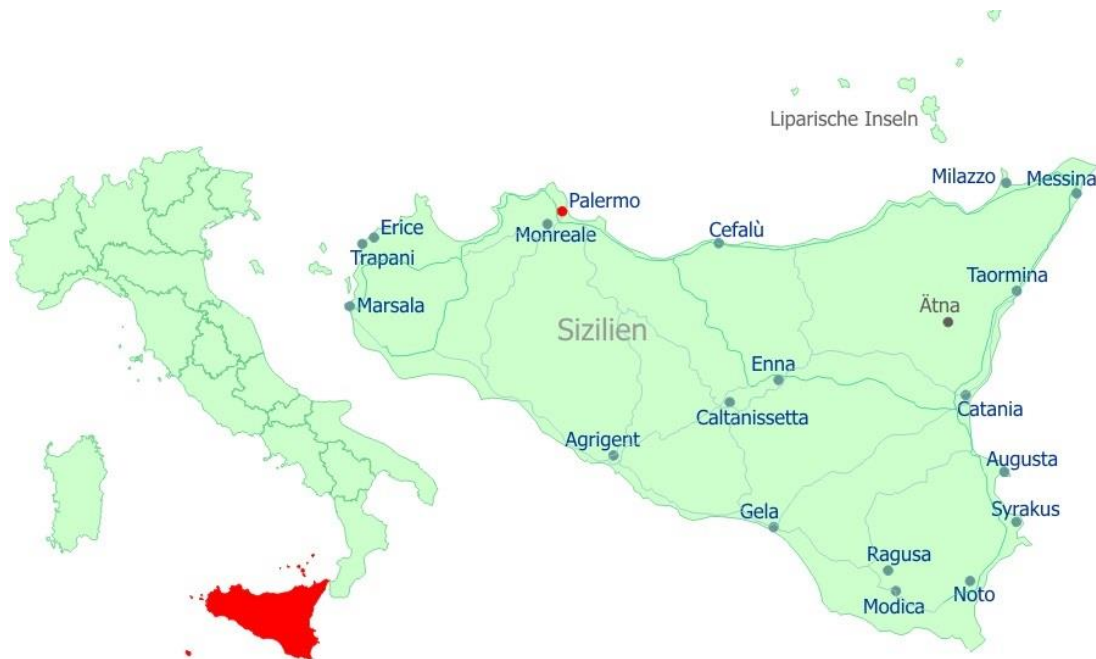 Liparische Inseln
Milazzo
Messina
Palermo
Erice
Monreale
Cefalù
Trapani
Taormina
Marsala
Ätna
Sizilien
Enna
Catania
Caltanissetta
Agrigent
Augusta
Gela
Syrakus
Ragusa
Modica
Noto